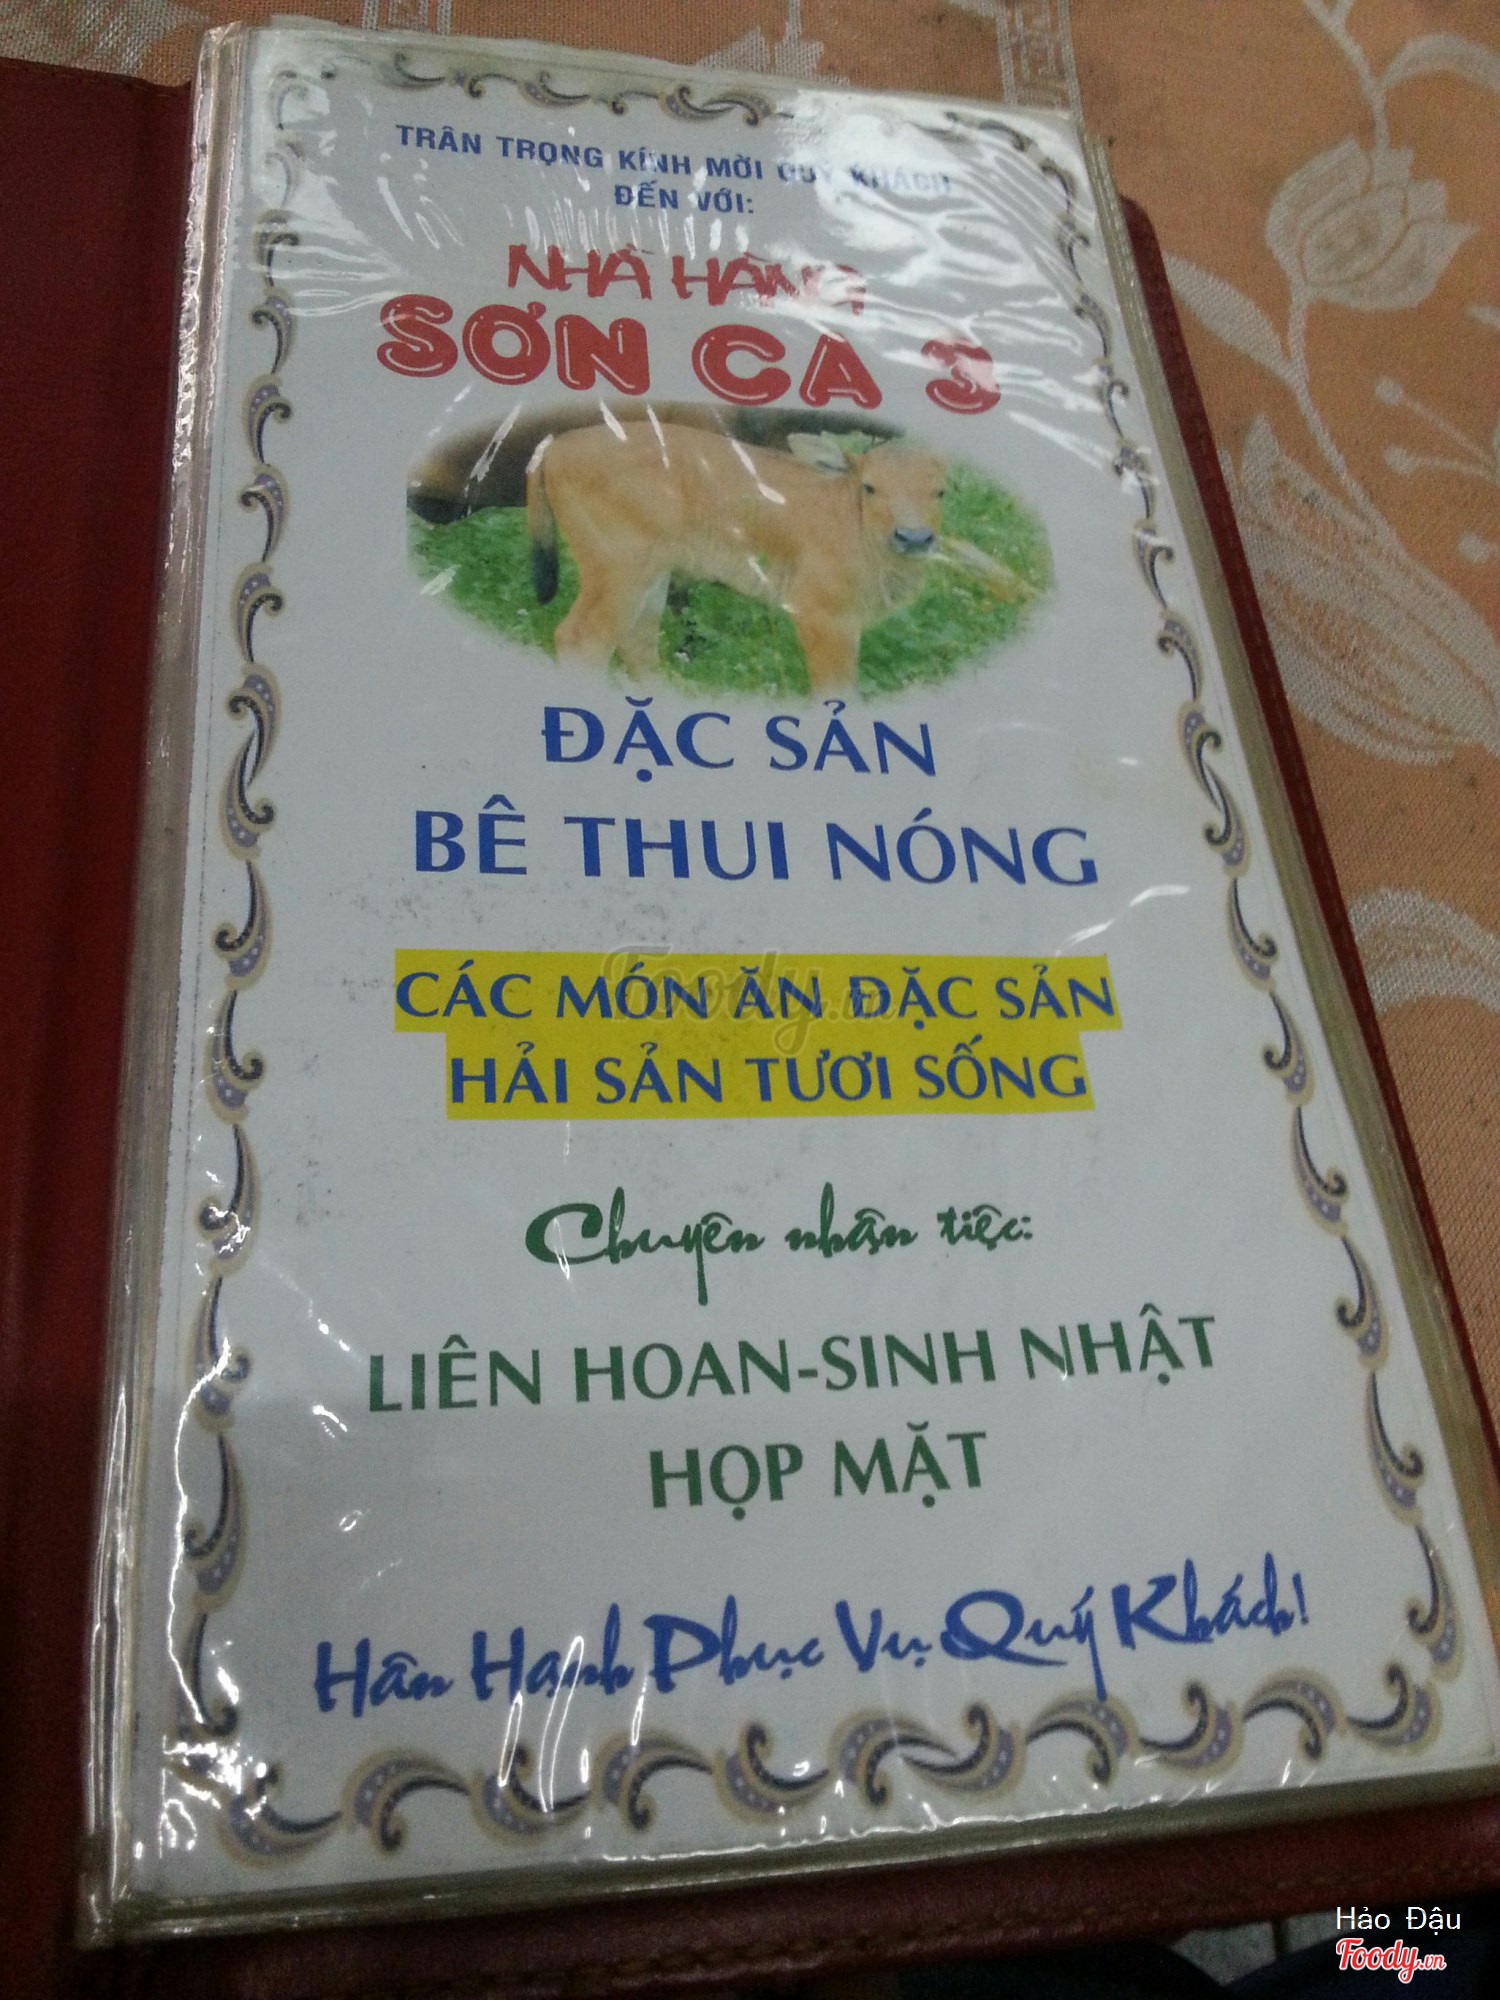 TRÂN TRỌNG KÍNH MỜI QUÝ KHÁCH
ĐẾN VỚI:
NHÀ HÀNG
SƠN CA 3
ĐẶC SẢN
BÊ THUI NÓNG
CÁC MÓN ĂN ĐẶC SẢN
HẢI SẢN TƯƠI SỐNG
Chuyên nhận tiệc:
LIÊN HOAN-SINH NHẬT
HỌP MẶT
Hân Hạnh Phục Vụ Quý Khách!
Foody.vn
Hảo Đậu
Foody.vn